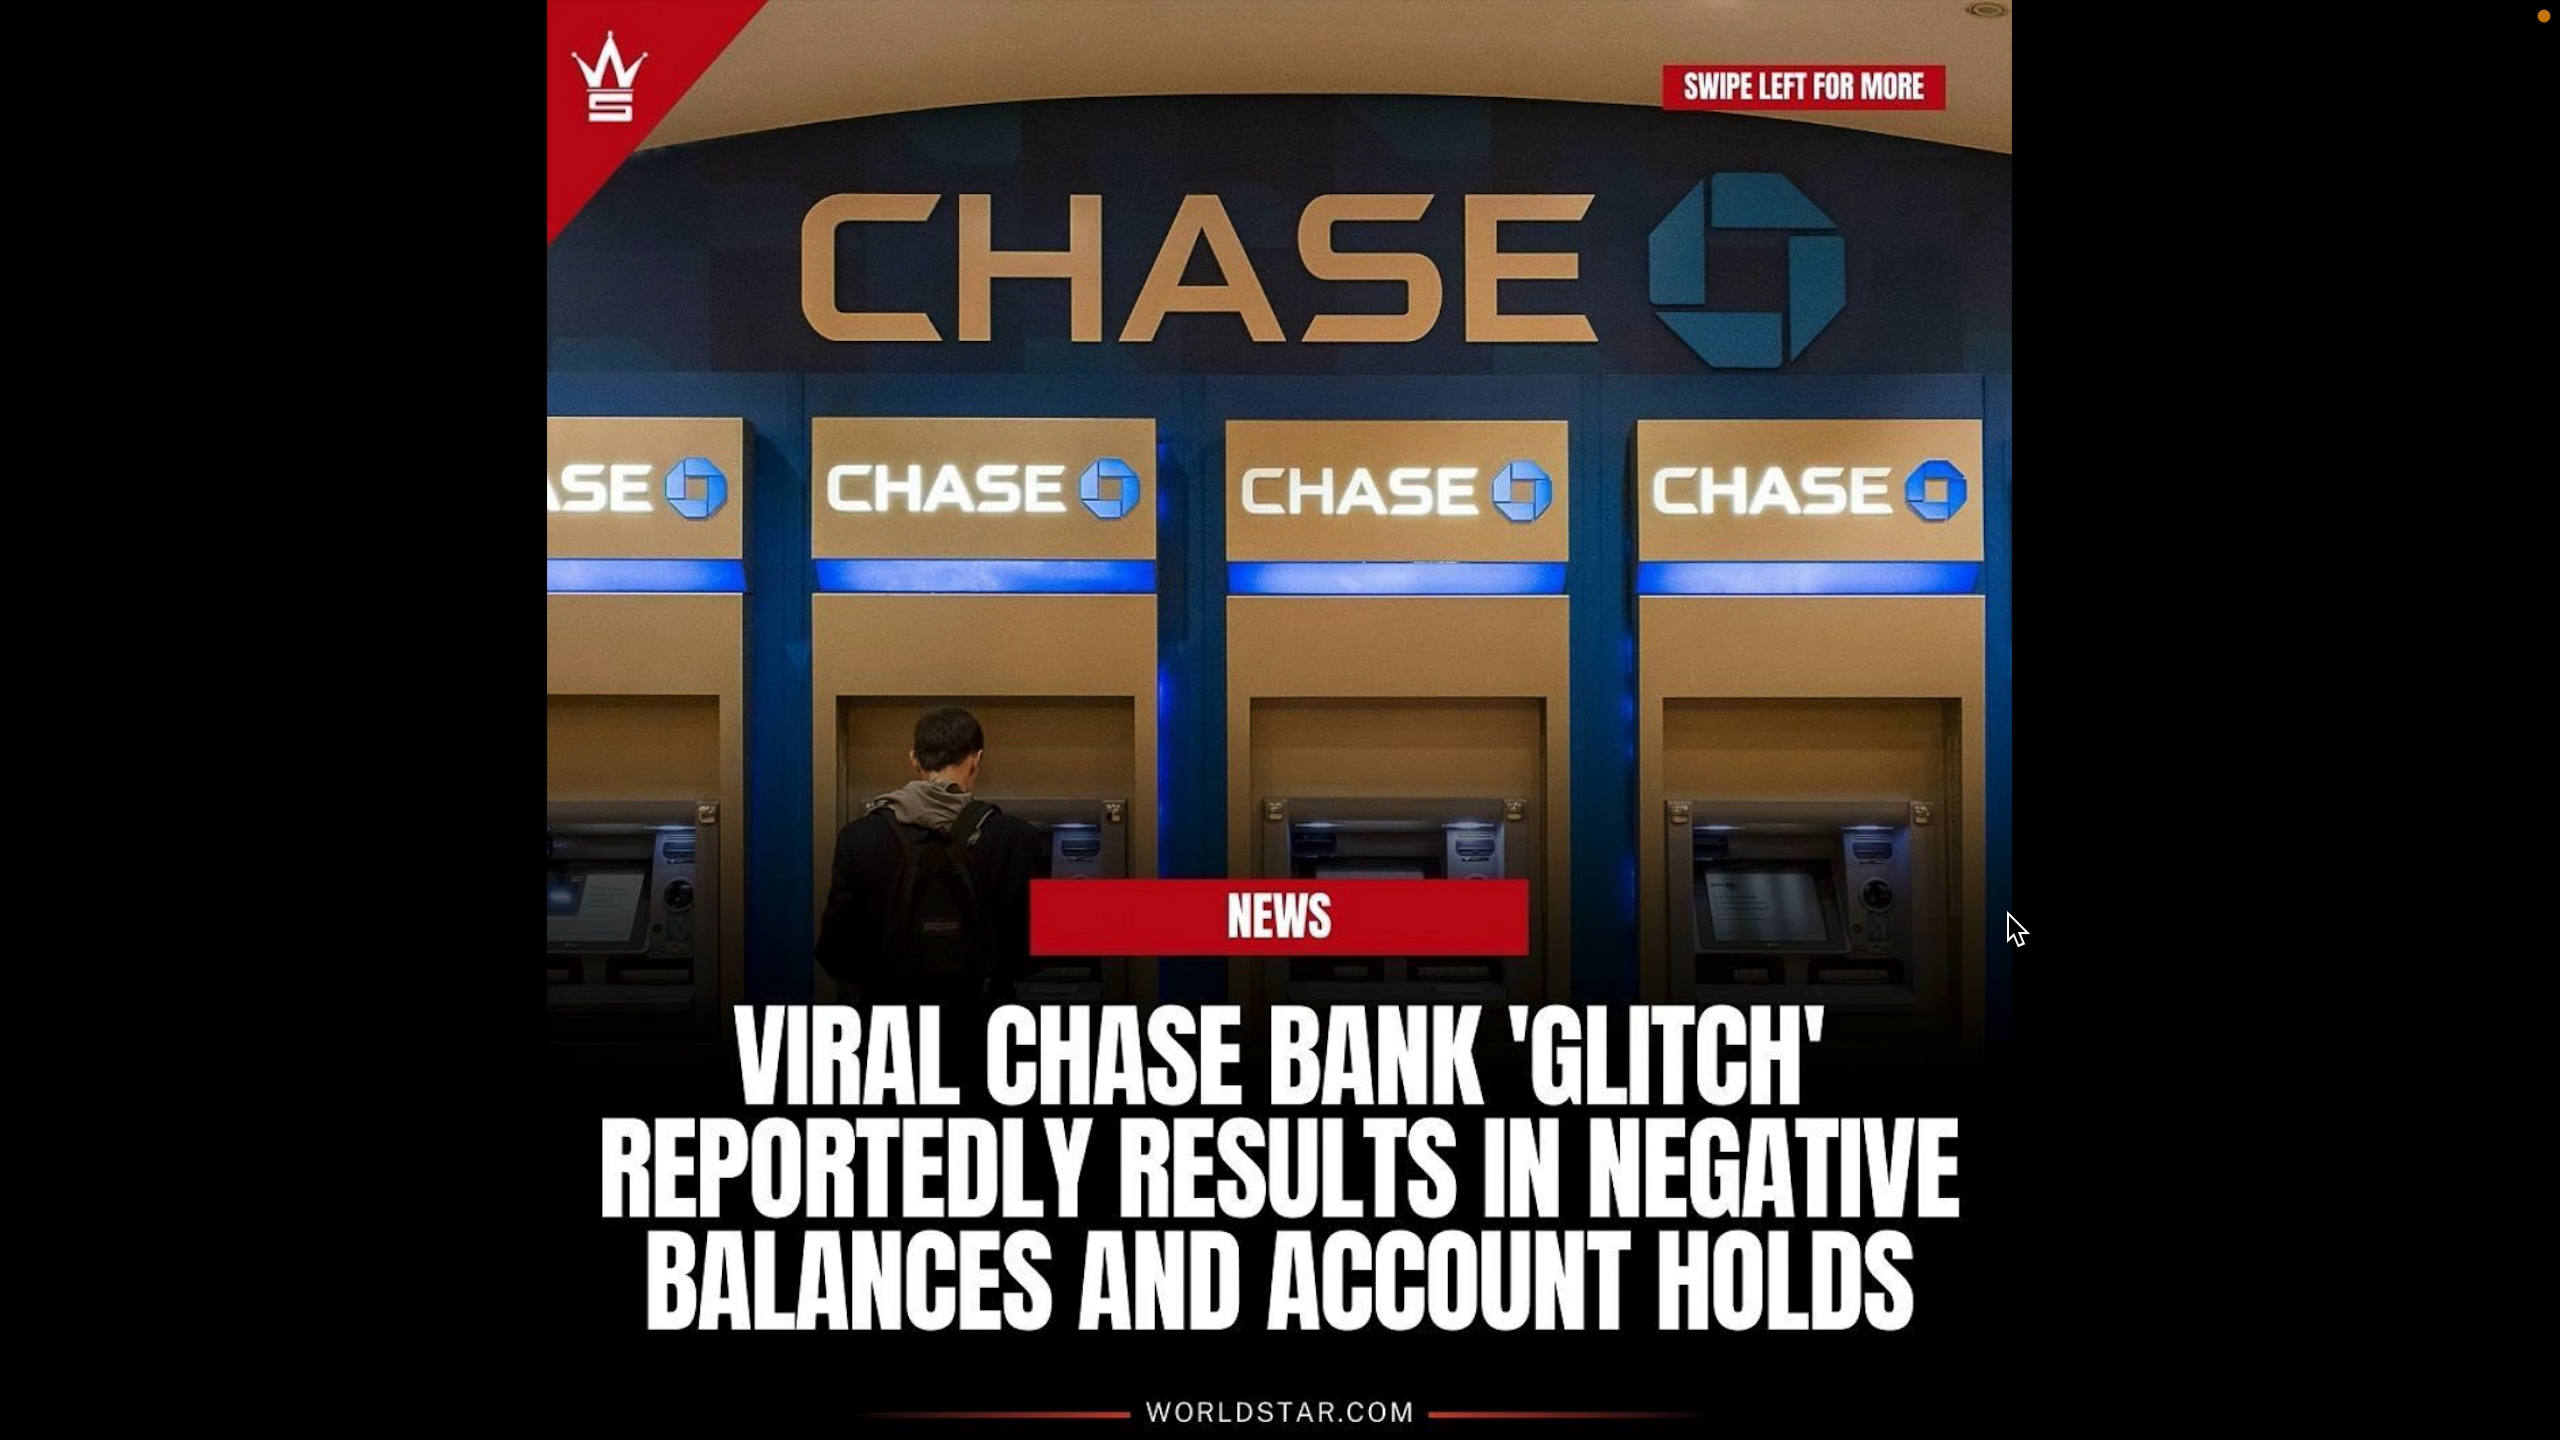 SWIPE LEFT FOR MORE
CHASE
ASE
CHASE
CHASE
CHASE
NEWS
VIRAL CHASE BANK 'GLITCH'
REPORTEDLY RESULTS IN NEGATIVE
BALANCES AND ACCOUNT HOLDS
WORLDSTAR.COM